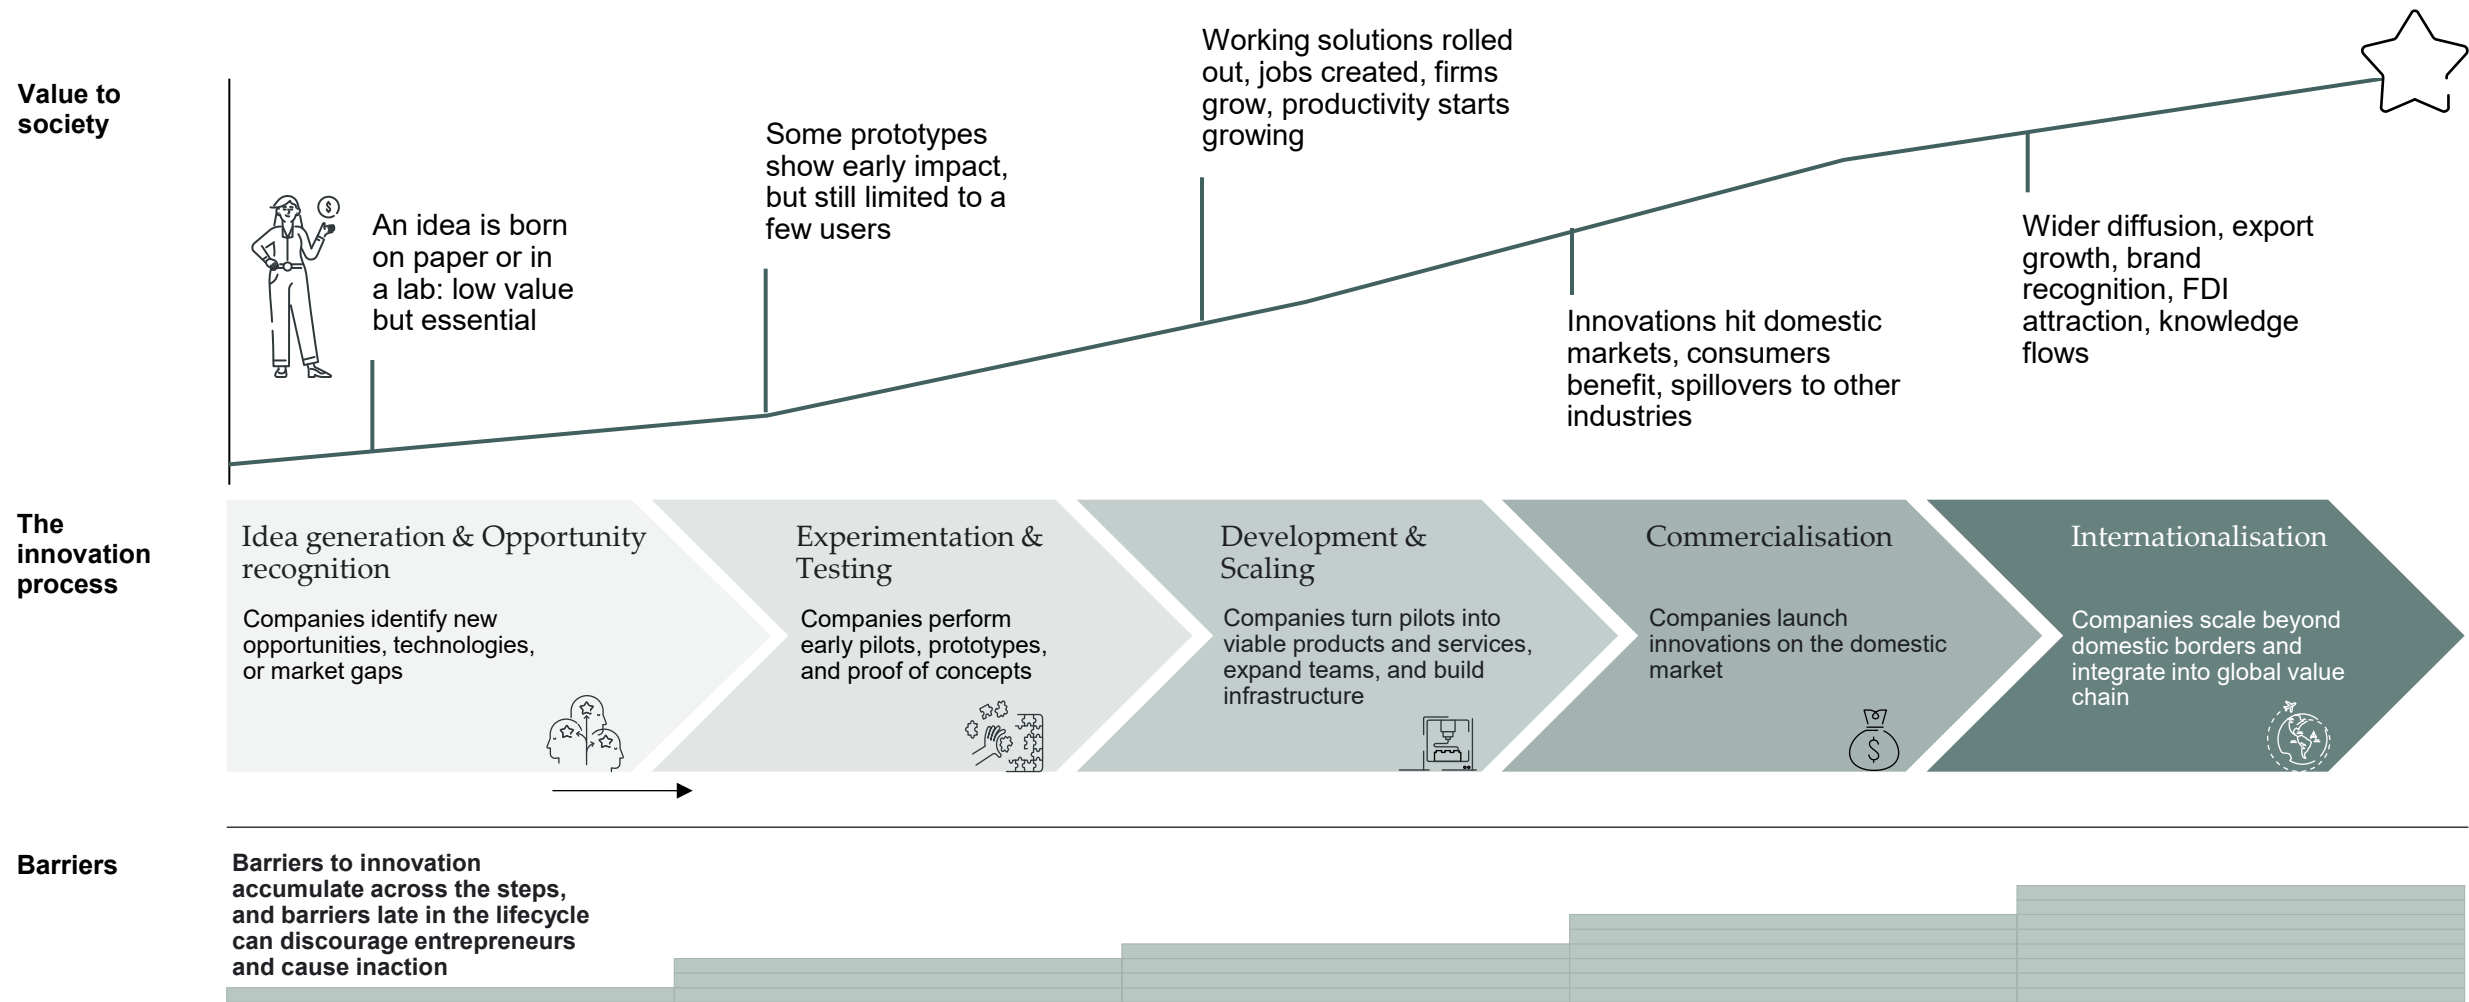 Value to
society
An idea is born
on paper or in
a lab: low value
but essential
Some prototypes
show early impact,
but still limited to a
few users
Working solutions rolled
out, jobs created, firms
grow, productivity starts
growing
Innovations hit domestic
markets, consumers
benefit, spillovers to other
industries
Wider diffusion, export
growth, brand
recognition, FDI
attraction, knowledge
flows
$
The
innovation
process
Idea generation & Opportunity
recognition
Companies identify new
opportunities, technologies,
or market gaps
Experimentation &
Testing
Companies perform
early pilots, prototypes,
and proof of concepts
Development &
Scaling
Companies turn pilots into
viable products and services,
expand teams, and build
infrastructure
Commercialisation
Companies launch
innovations on the domestic
market
$
Internationalisation
Companies scale beyond
domestic borders and
integrate into global value
chain
Barriers
Barriers to innovation
accumulate across the steps,
and barriers late in the lifecycle
can discourage entrepreneurs
and cause inaction